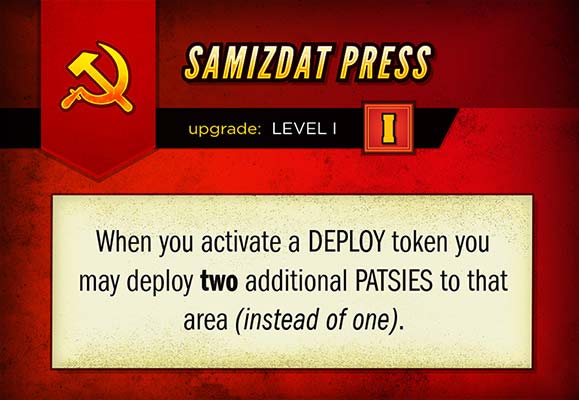 SAMIZDAT PRESS
upgrade: LEVEL I
I
When you activate a DEPLOY token you
may deploy two additional PATSIES to that
area (instead of one).